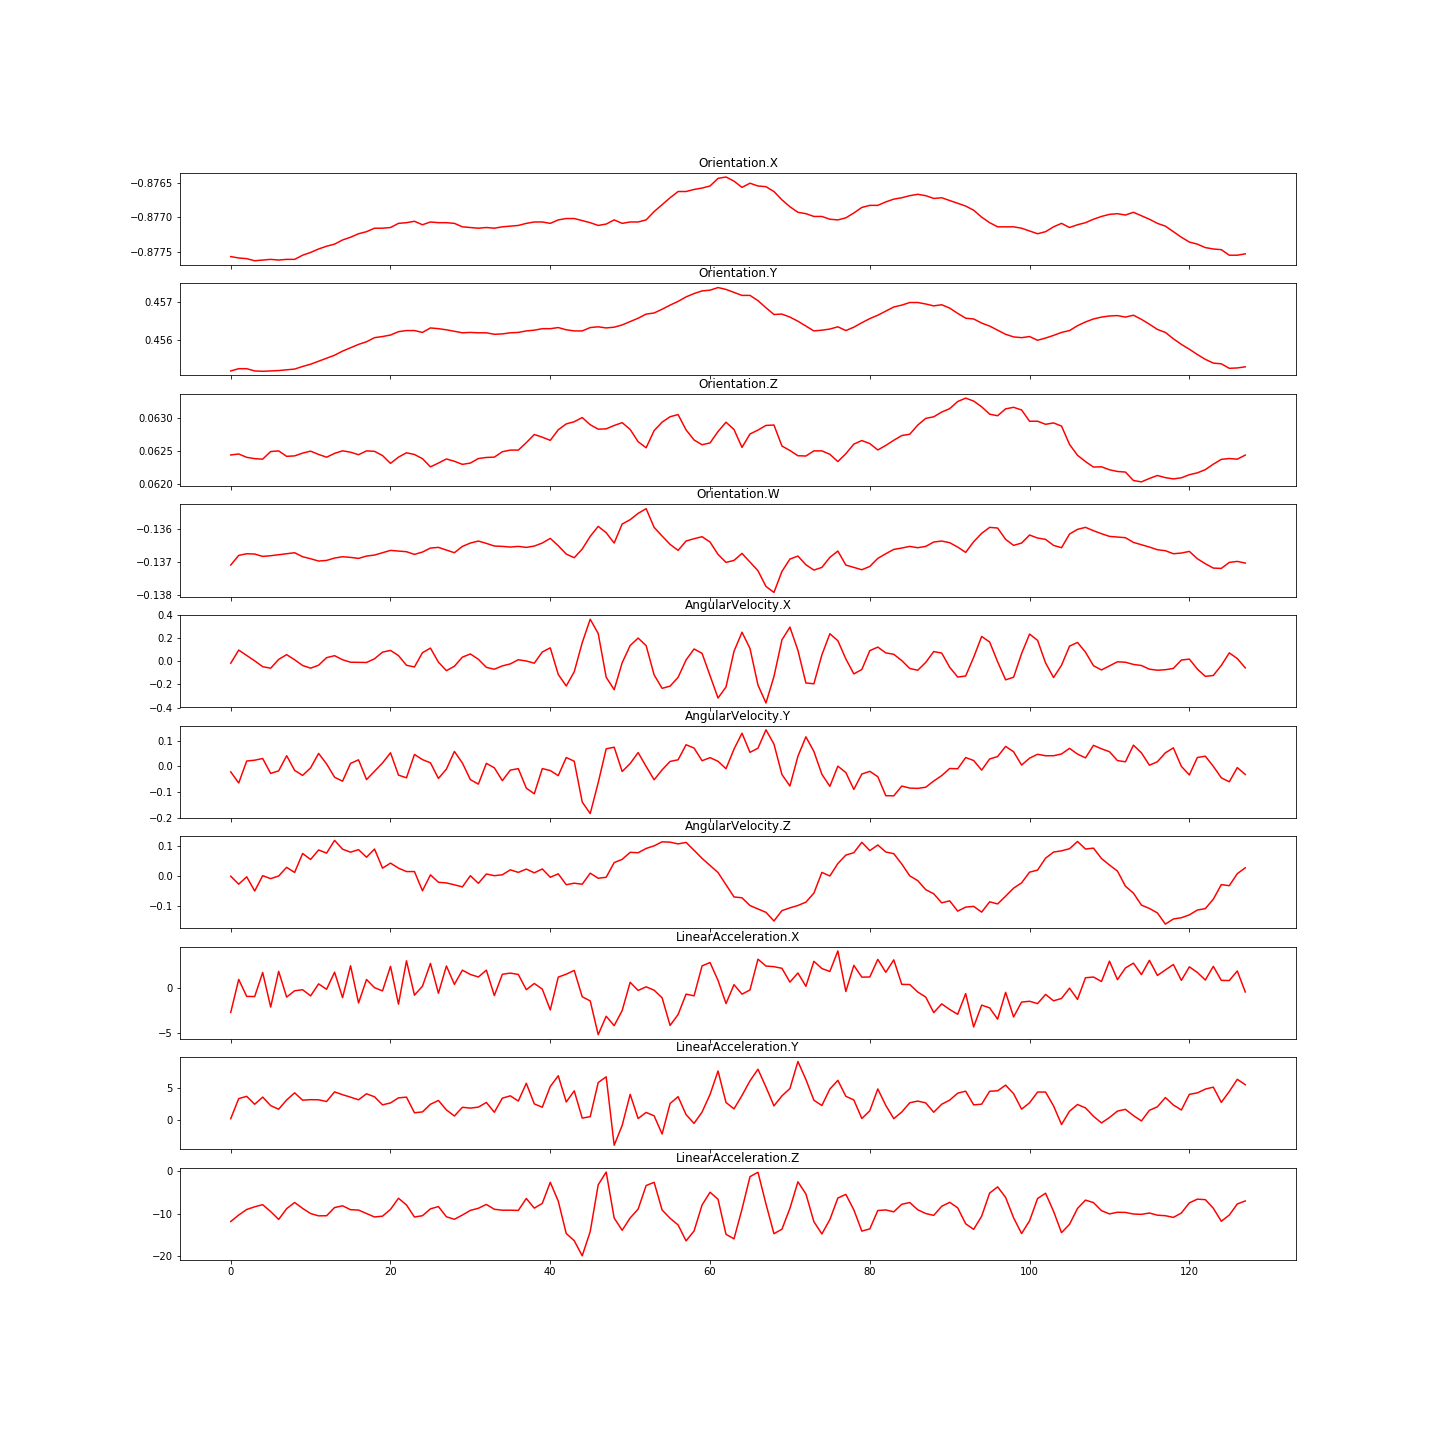 Orientation.X
−0.8765
−0.8770
−0.8775
Orientation.Y
0.457
0.456
Orientation.Z
0.0630
0.0625
0.0620
Orientation.W
−0.136
−0.137
−0.138
AngularVelocity.X
0.4
0.2
0.0
−0.2
−0.4
AngularVelocity.Y
0.1
0.0
−0.1
−0.2
AngularVelocity.Z
0.1
0.0
−0.1
LinearAcceleration.X
0
−5
LinearAcceleration.Y
5
0
LinearAcceleration.Z
0
−10
−20
0 20 40 60 80 100 120